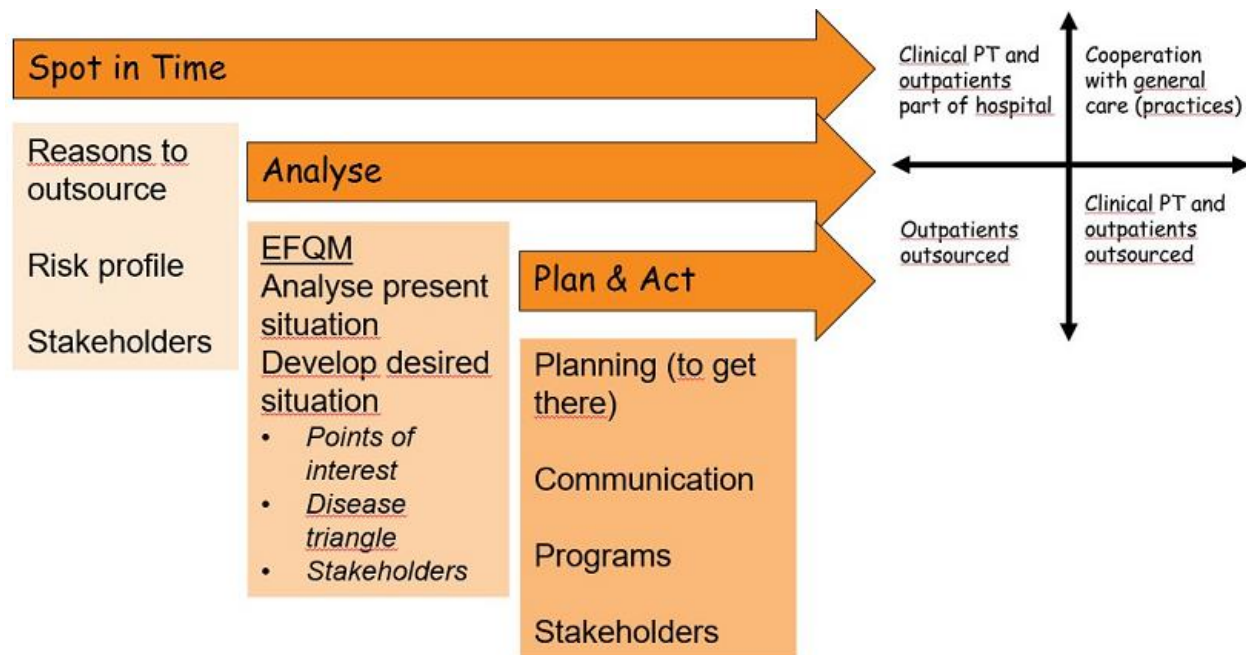 Spot in Time
Reasons to
outsource
Risk profile
Stakeholders
Analyse
EFQM
Analyse present
situation
Develop desired
situation
• Points of
interest
• Disease
triangle
• Stakeholders
Plan & Act
Planning (to get
there)
Communication
Programs
Stakeholders
Clinical PT and
outpatients
part of hospital
Cooperation
with general
care (practices)
Outpatients
outsourced
Clinical PT and
outpatients
outsourced